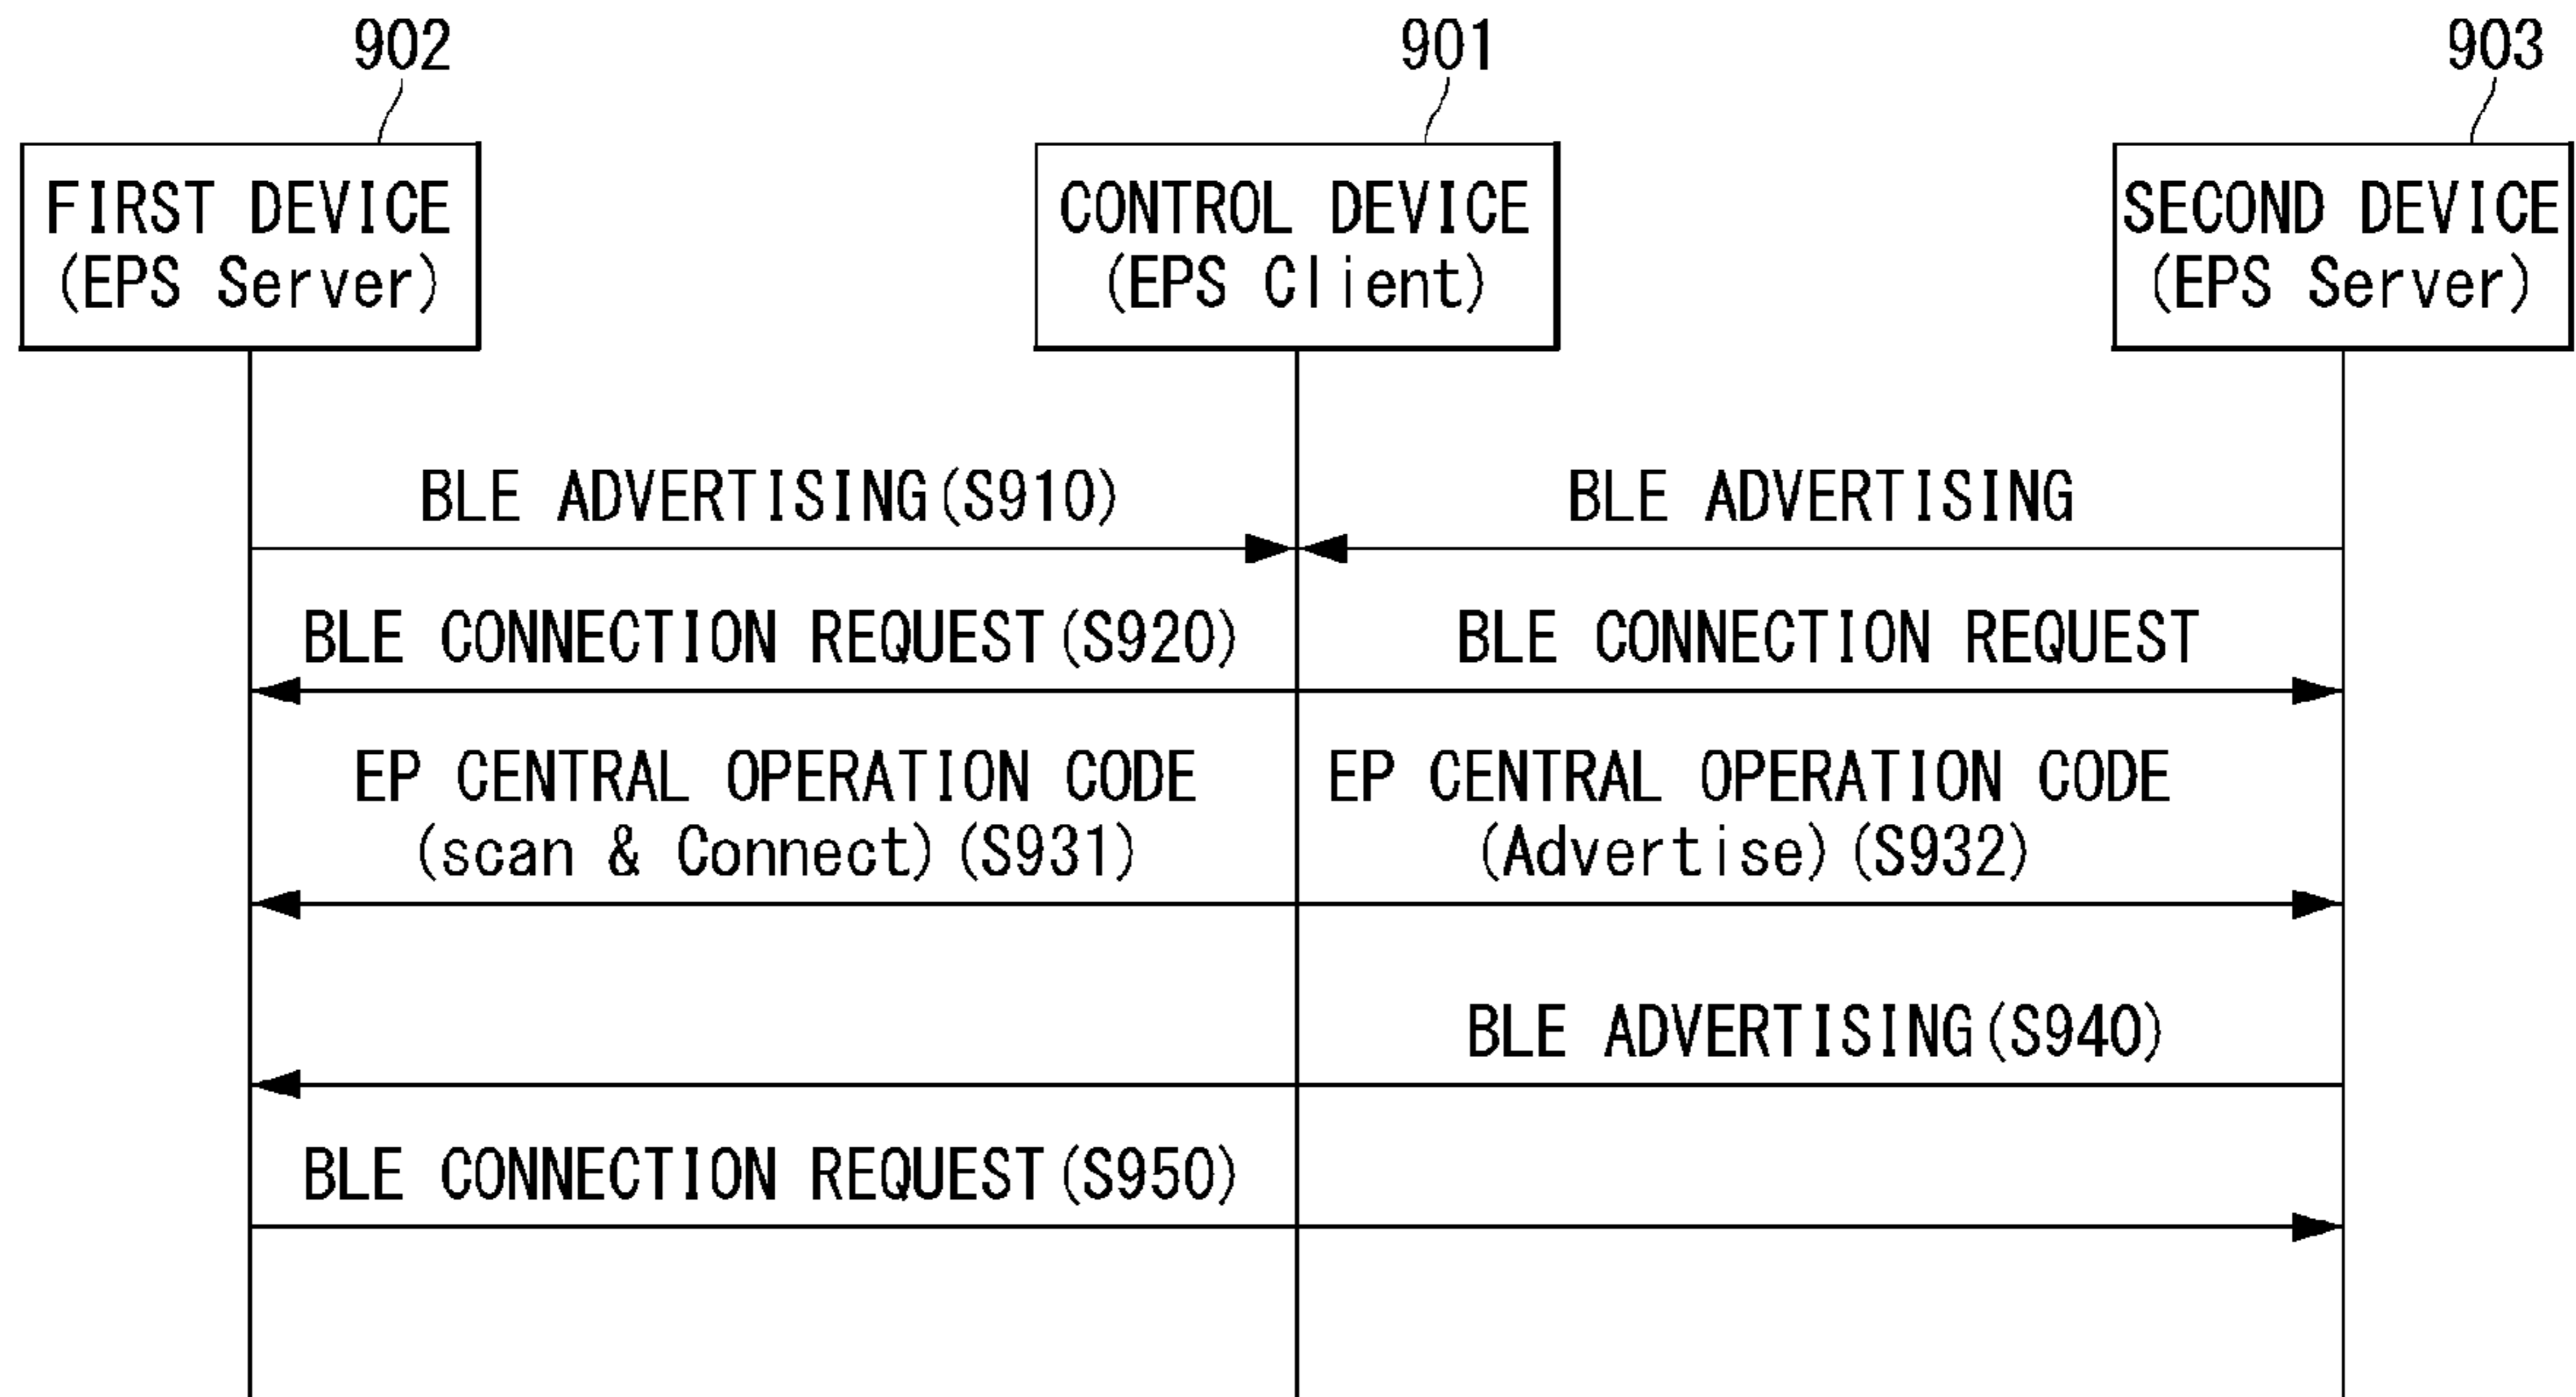 902
901
903
FIRST DEVICE
(EPS Server)
CONTROL DEVICE
(EPS Client)
SECOND DEVICE
(EPS Server)
BLE ADVERTISING(S910)
BLE ADVERTISING
BLE CONNECTION REQUEST(S920)
BLE CONNECTION REQUEST
EP CENTRAL OPERATION CODE
(scan & Connect)(S931)
EP CENTRAL OPERATION CODE
(Advertise)(S932)
BLE ADVERTISING(S940)
BLE CONNECTION REQUEST(S950)